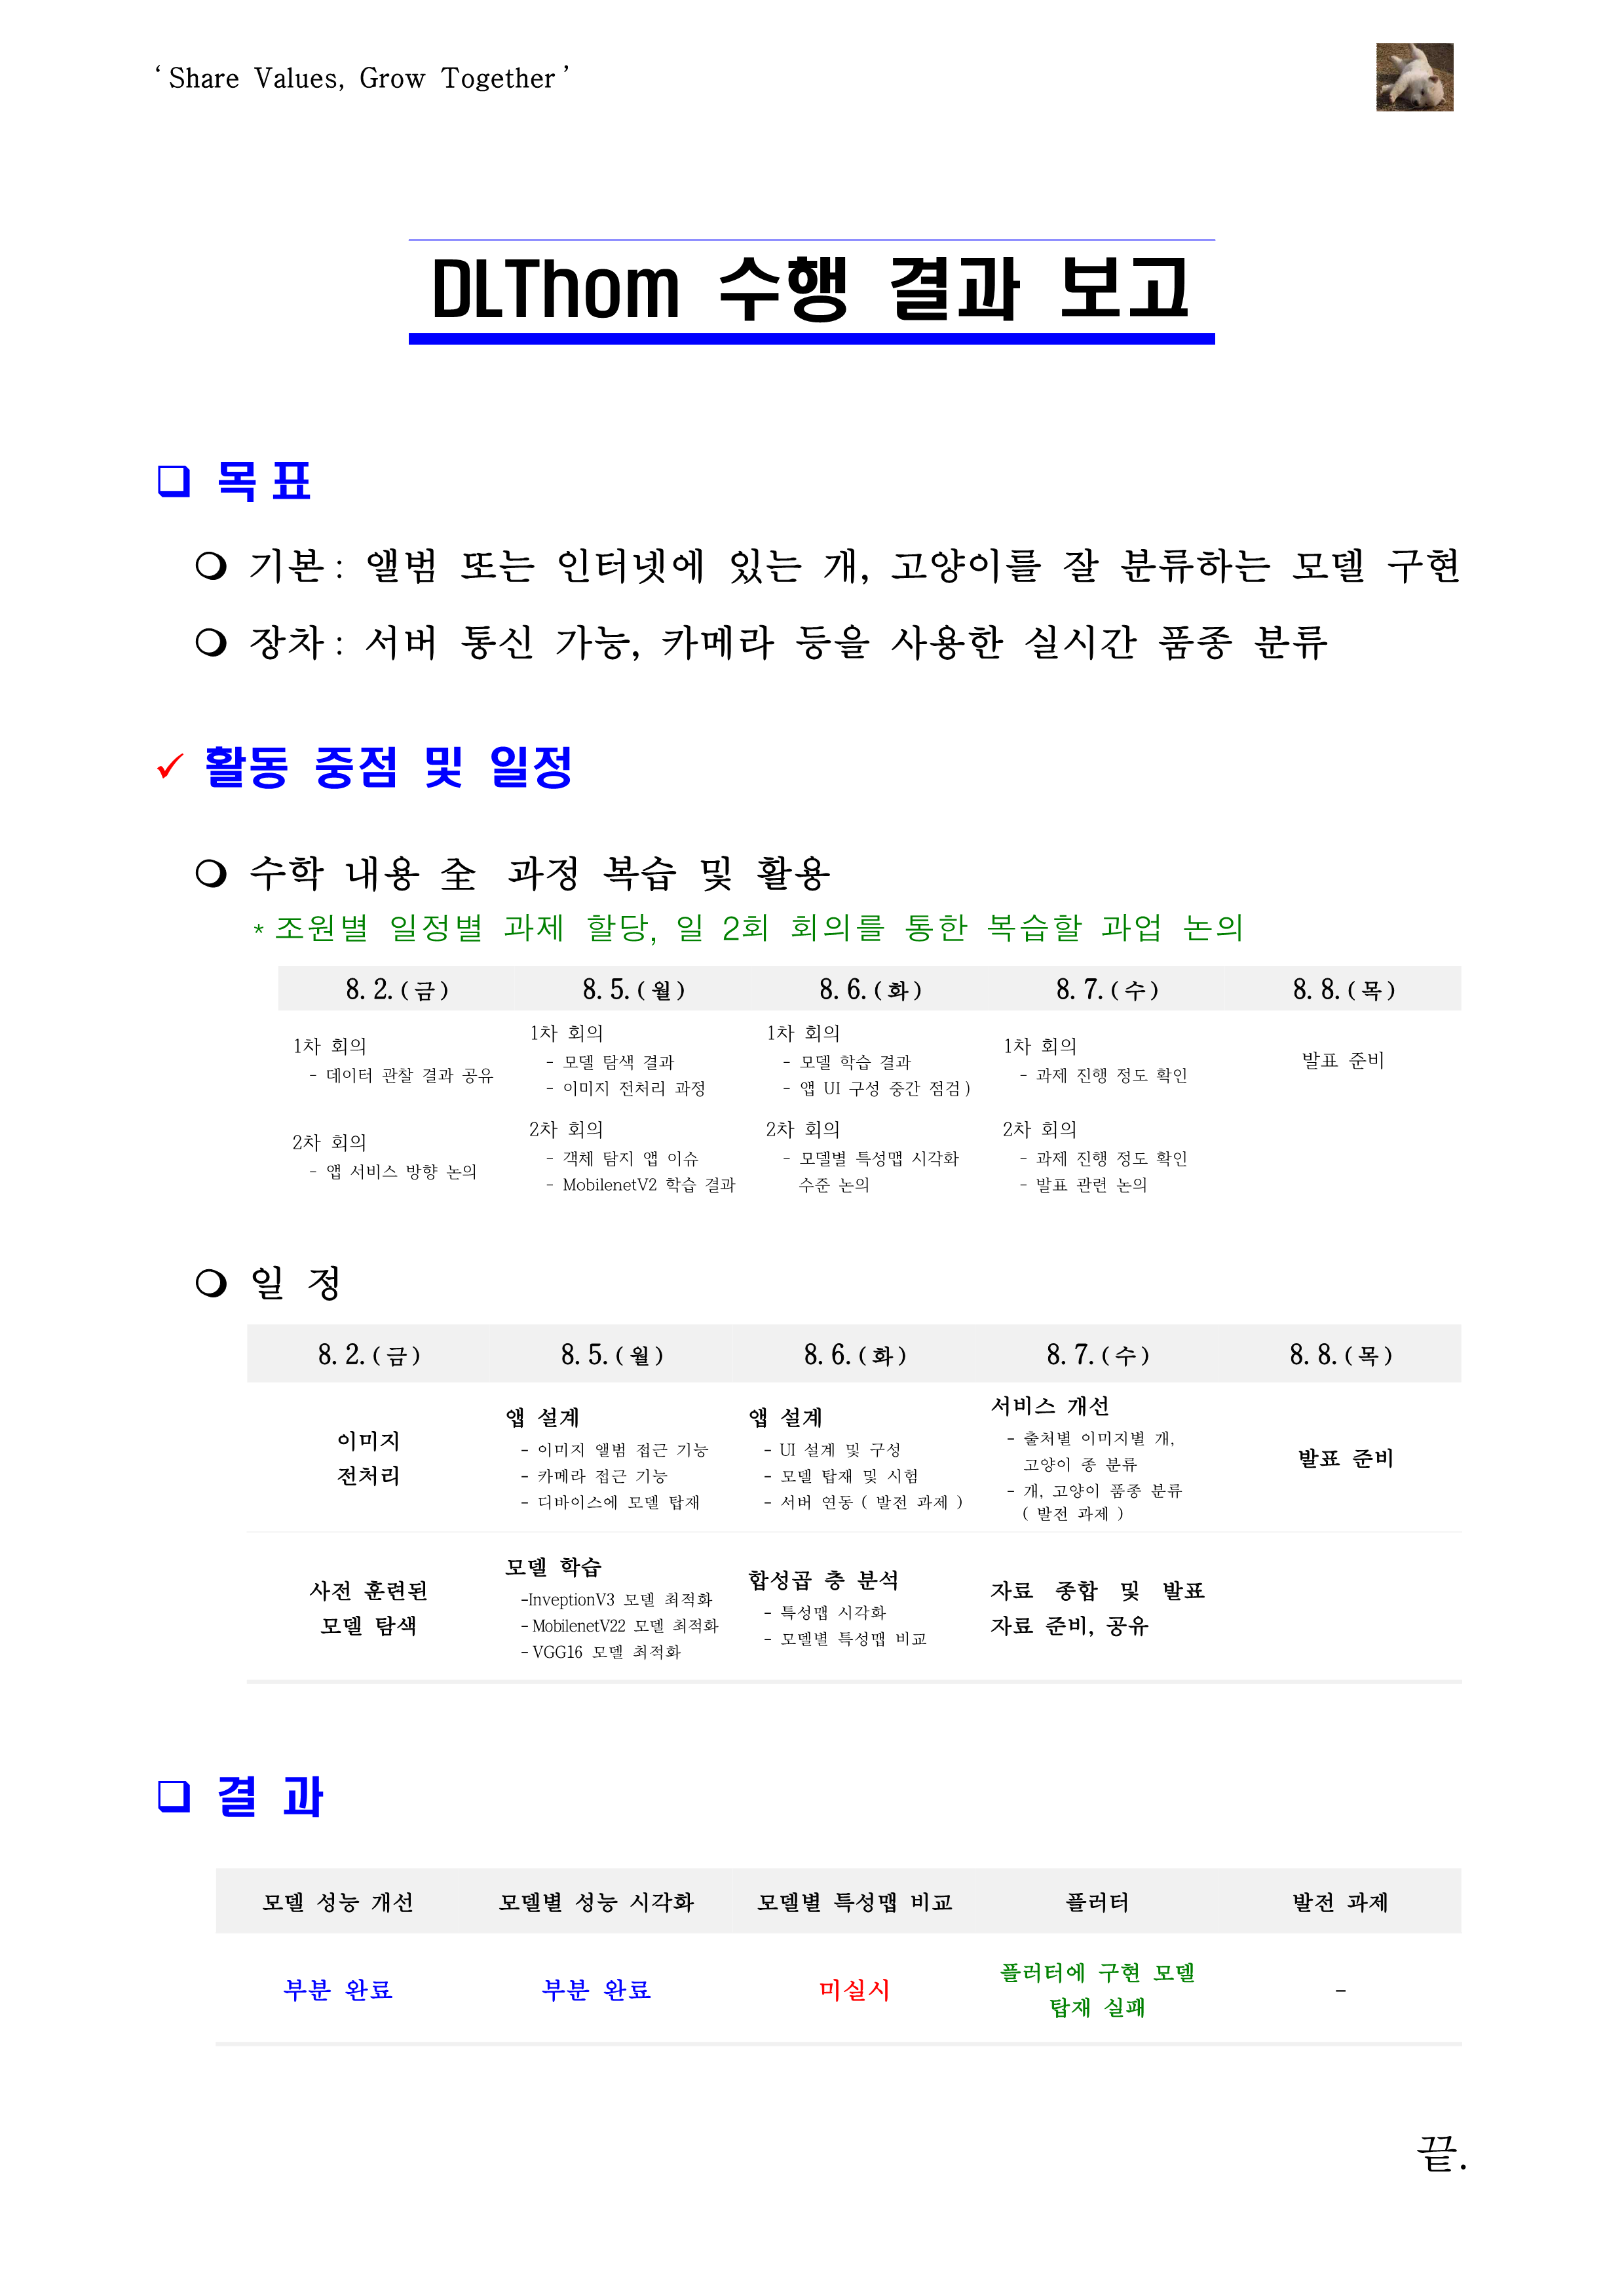 ‘Share Values, Grow Together’
DLThom 수행 결과 보고
❑ 목표
❍ 기본: 앨범 또는 인터넷에 있는 개, 고양이를 잘 분류하는 모델 구현
❍ 장차: 서버 통신 가능, 카메라 등을 사용한 실시간 품종 분류
✓ 활동 중점 및 일정
❍ 수학 내용 全 과정 복습 및 활용
* 조원별 일정별 과제 할당, 일 2회 회의를 통한 복습할 과업 논의
8. 2.(금) 8. 5.(월) 8. 6.(화) 8. 7.(수) 8. 8.(목)
1차 회의
- 데이터 관찰 결과 공유
1차 회의
- 모델 탐색 결과
- 이미지 전처리 과정
1차 회의
- 모델 학습 결과
- 앱 UI 구성 중간 점검)
1차 회의
- 과제 진행 정도 확인
발표 준비
2차 회의
- 앱 서비스 방향 논의
2차 회의
- 객체 탐지 앱 이슈
- MobilenetV2 학습 결과
2차 회의
- 모델별 특성맵 시각화
수준 논의
2차 회의
- 과제 진행 정도 확인
- 발표 관련 논의
❍ 일 정
8. 2.(금) 8. 5.(월) 8. 6.(화) 8. 7.(수) 8. 8.(목)
이미지
전처리
앱 설계
- 이미지 앨범 접근 기능
- 카메라 접근 기능
- 디바이스에 모델 탑재
앱 설계
- UI 설계 및 구성
- 모델 탑재 및 시험
- 서버 연동 ( 발전 과제 )
서비스 개선
- 출처별 이미지별 개,
고양이 종 분류
- 개, 고양이 품종 분류
( 발전 과제 )
발표 준비
사전 훈련된
모델 탐색
모델 학습
-InveptionV3 모델 최적화
- MobilenetV22 모델 최적화
- VGG16 모델 최적화
합성곱 층 분석
- 특성맵 시각화
- 모델별 특성맵 비교
자료 종합 및 발표
자료 준비, 공유
❑ 결 과
모델 성능 개선 모델별 성능 시각화 모델별 특성맵 비교 플러터 발전 과제
부분 완료 부분 완료 미실시
플러터에 구현 모델
탑재 실패
-
끝.